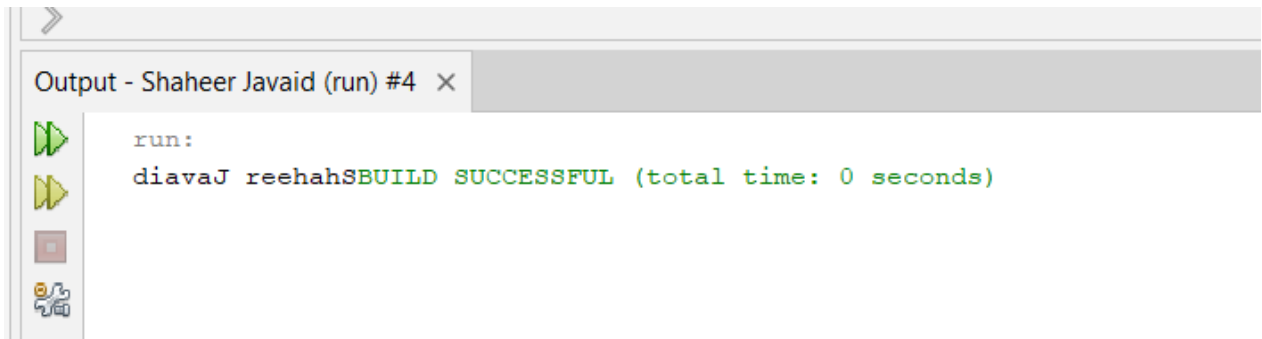 Output - Shaheer Javaid (run) #4
run:
diavaJ reehahSBUILD SUCCESSFUL (total time: 0 seconds)